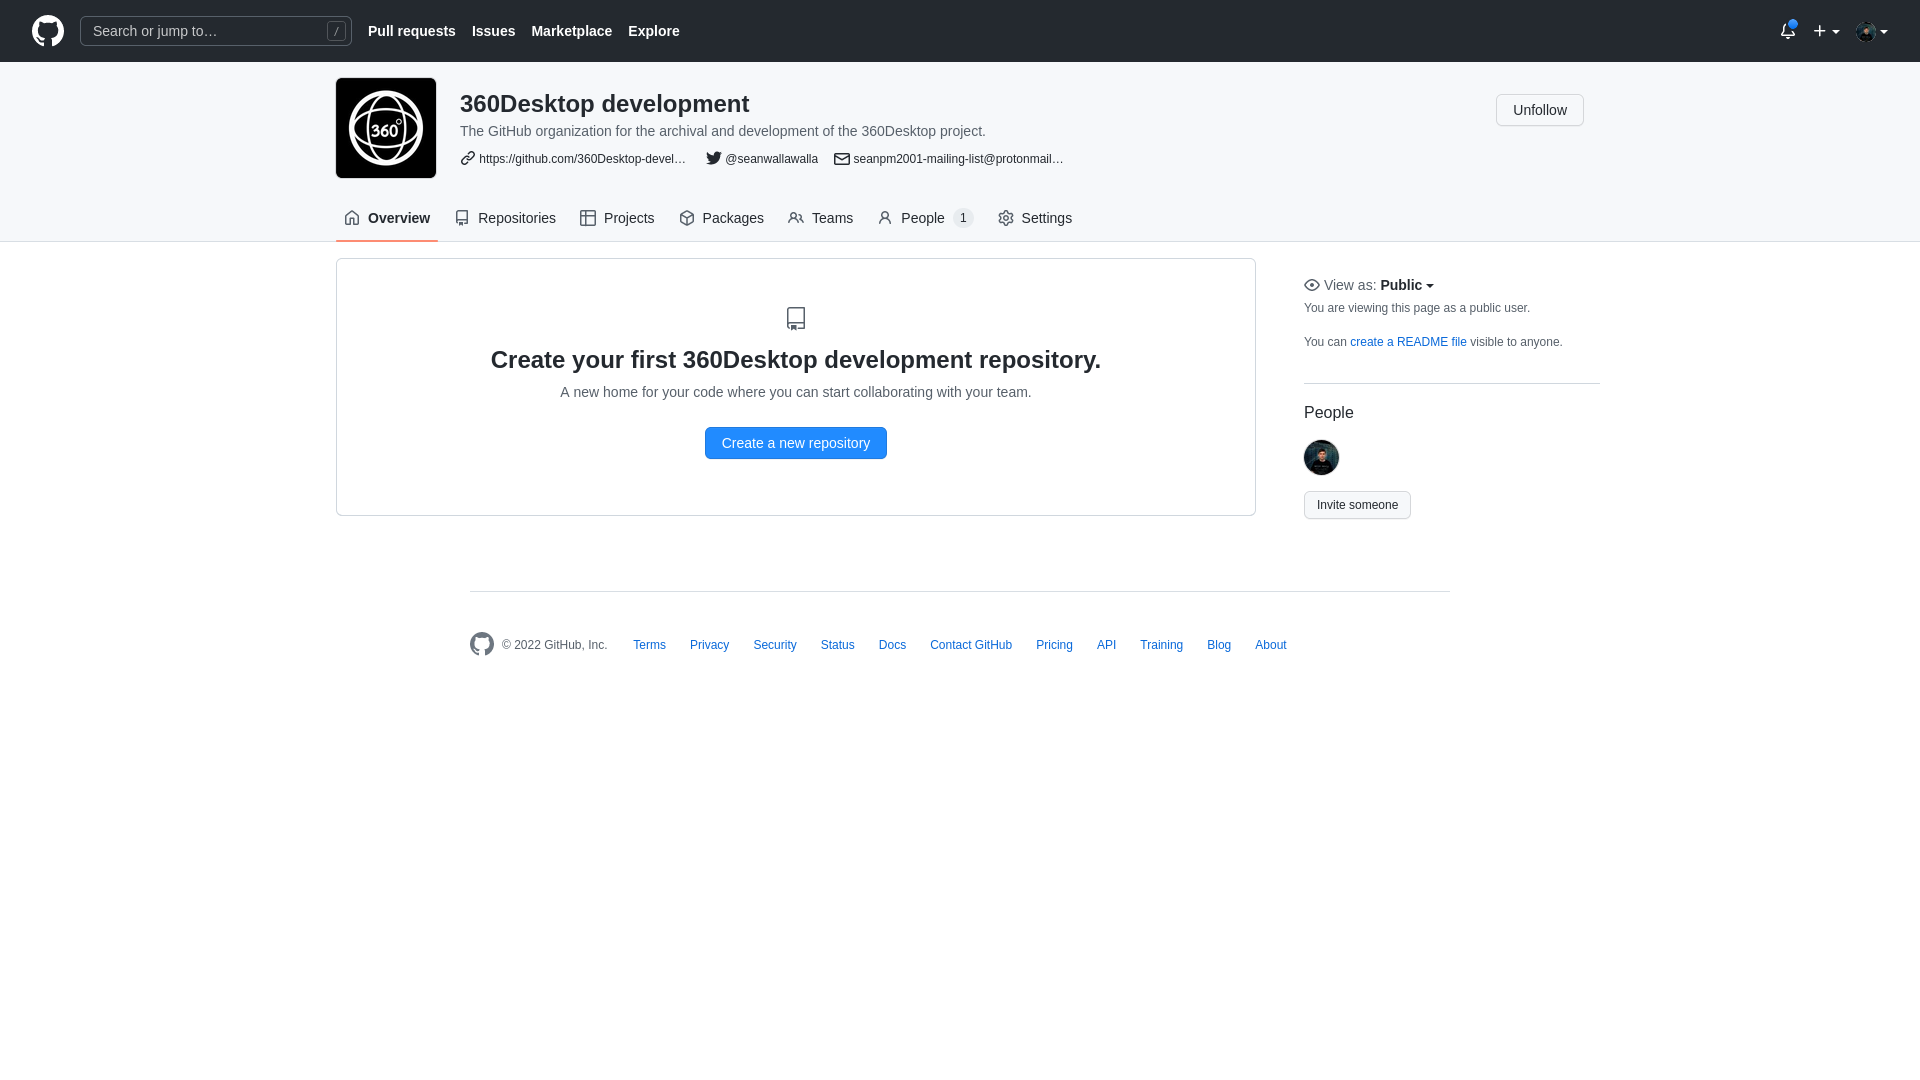 Search or jump to… /
Pull requests Issues Marketplace Explore
360°
360Desktop development
Unfollow
The GitHub organization for the archival and development of the 360Desktop project.
https://github.com/360Desktop-devel… @seanwallawalla seanpm2001-mailing-list@protonmail…
Overview Repositories Projects Packages Teams People 1 Settings
View as: Public
You are viewing this page as a public user.
You can create a README file visible to anyone.
Create your first 360Desktop development repository.
A new home for your code where you can start collaborating with your team.
Create a new repository
People
Invite someone
© 2022 GitHub, Inc. Terms Privacy Security Status Docs Contact GitHub Pricing API Training Blog About